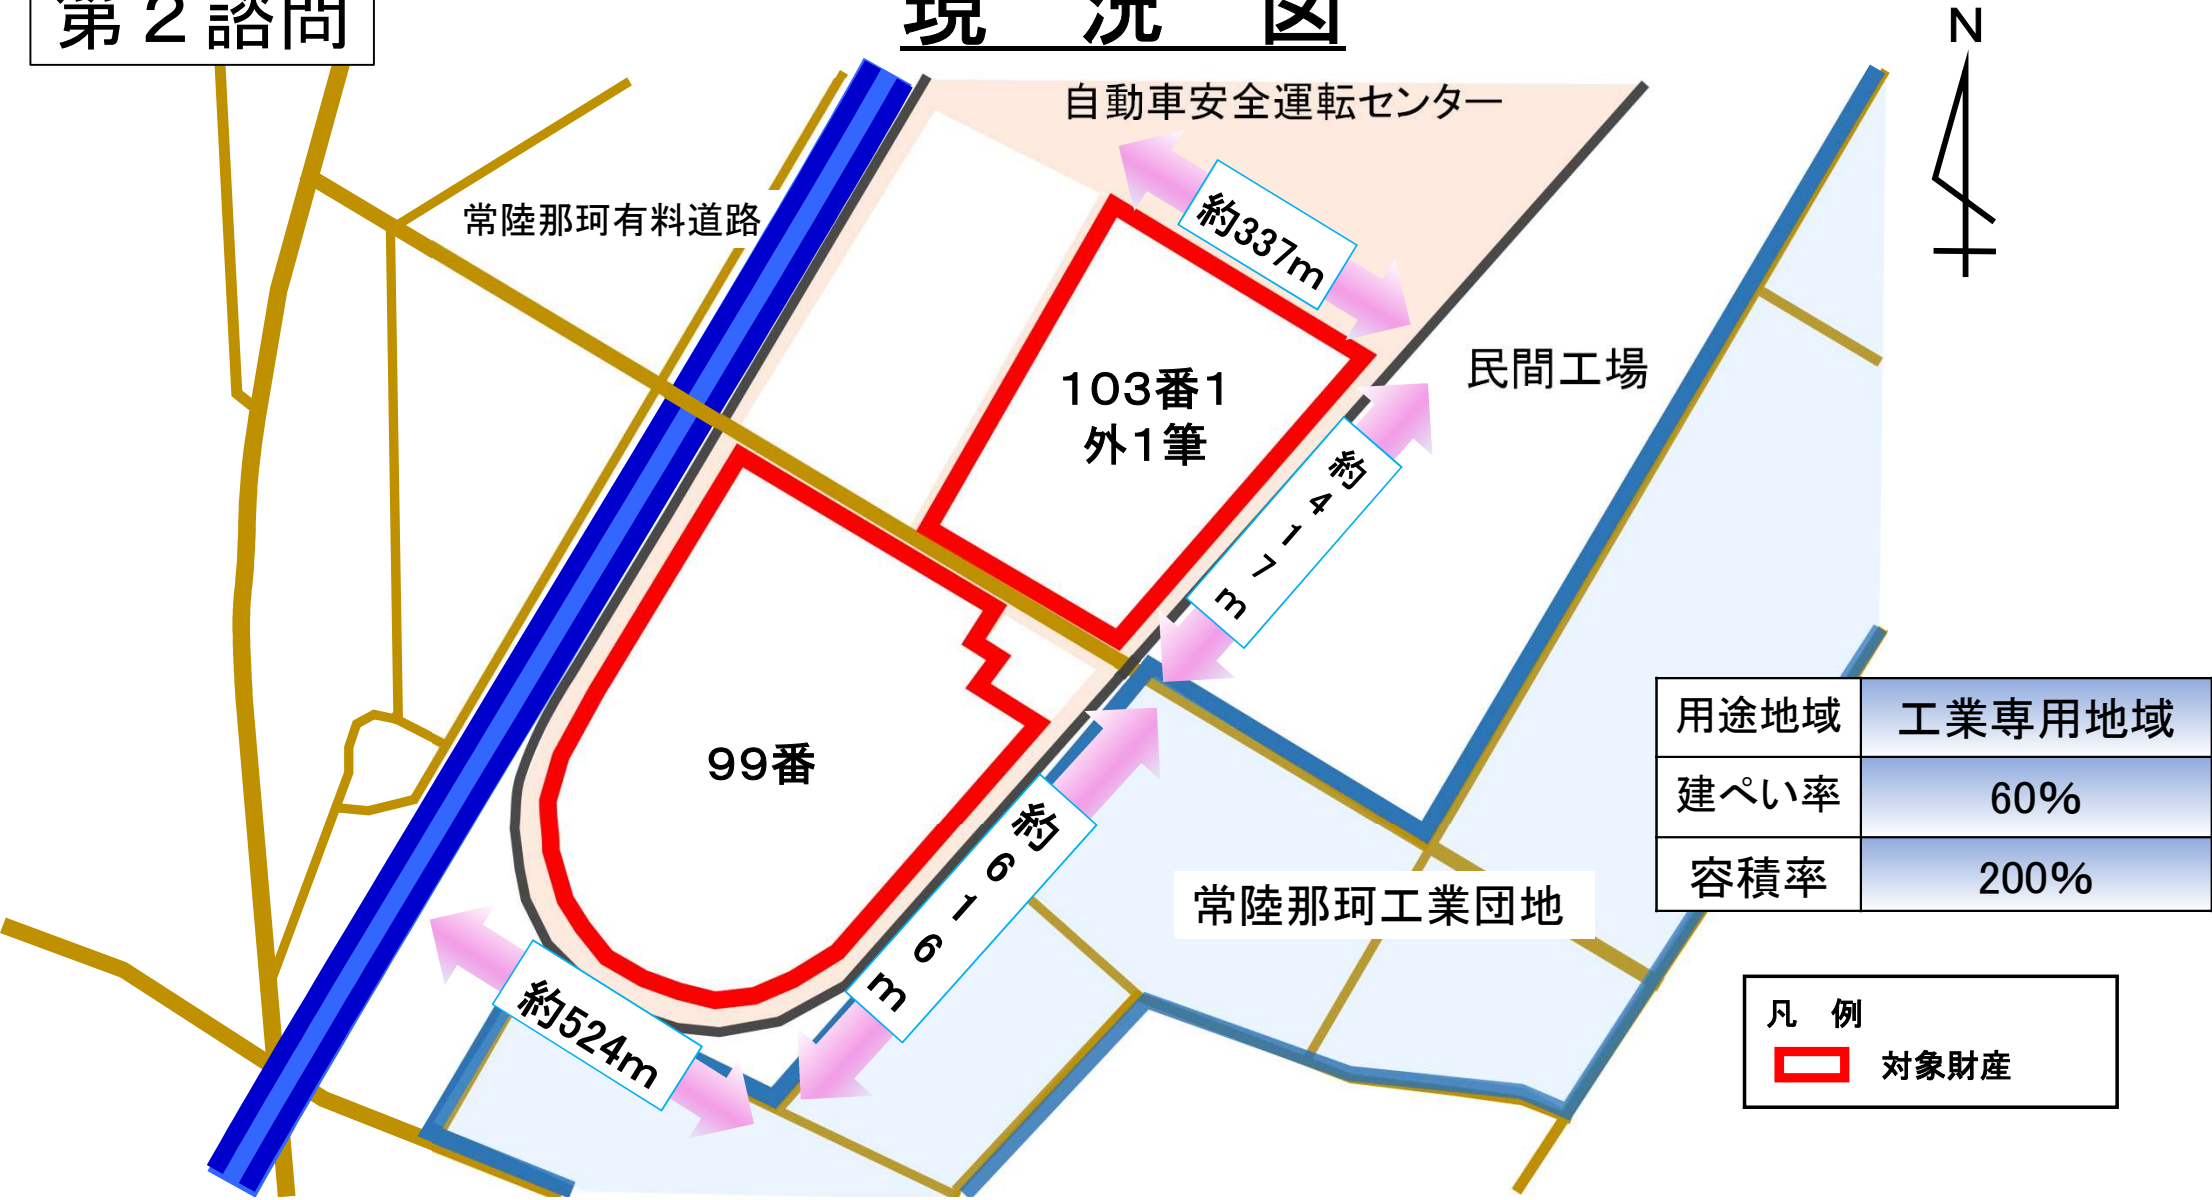 第２諮問
現　況　図
N
自動車安全運転センター
常陸那珂有料道路
約337m
103番1
外1筆
民間工場
約417m
99番
約616m
約524m
常陸那珂工業団地
用途地域 工業専用地域
建ぺい率 60%
容積率 200%
凡　例
対象財産